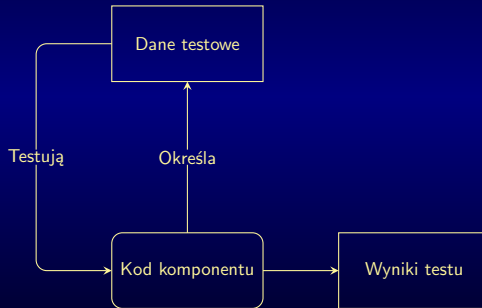 Dane testowe
Testują
Określa
Kod komponentu
Wyniki testu